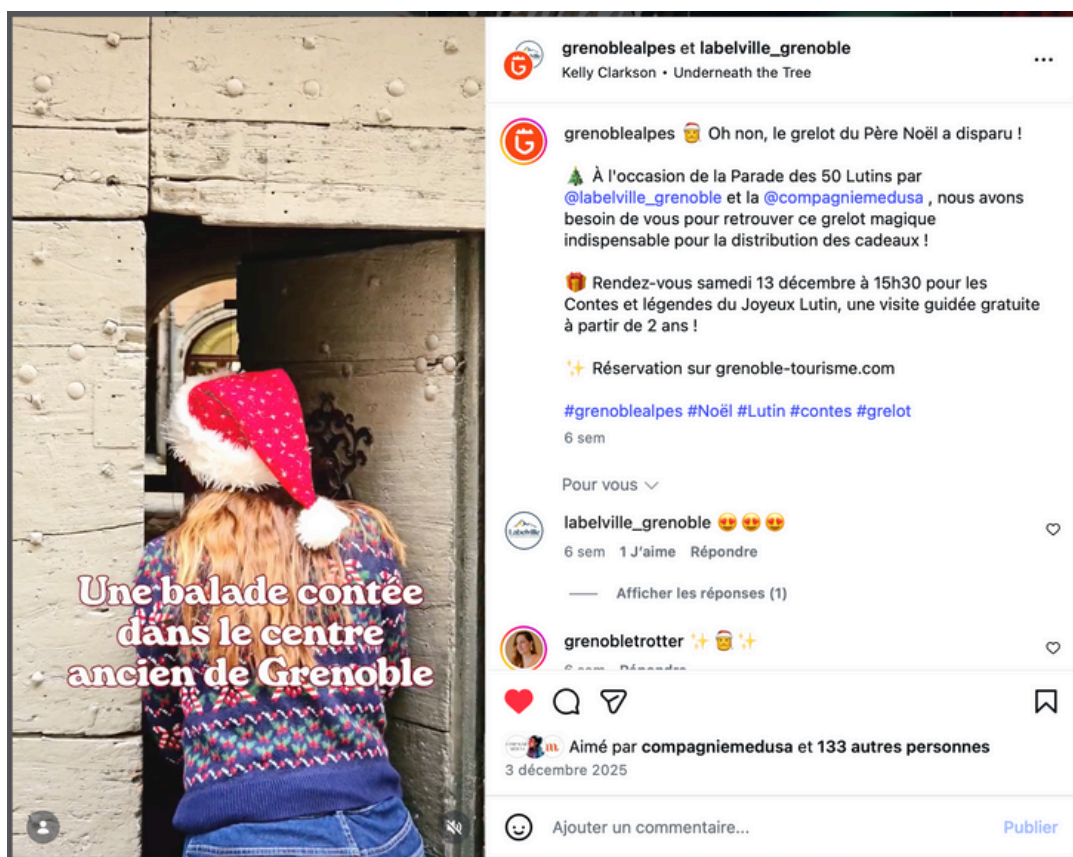 Une balade contée
dans le centre
ancien de Grenoble
grenoblealpes et labelville_grenoble
Kelly Clarkson • Underneath the Tree
grenoblealpes 🎅 Oh non, le grelot du Père Noël a disparu !
🎄 À l'occasion de la Parade des 50 Lutins par
@labelville_grenoble et la @compagniemedusa , nous avons
besoin de vous pour retrouver ce grelot magique
indispensable pour la distribution des cadeaux !
🎁 Rendez-vous samedi 13 décembre à 15h30 pour les
Contes et légendes du Joyeux Lutin, une visite guidée gratuite
à partir de 2 ans !
✨ Réservation sur grenoble-tourisme.com
#grenoblealpes #Noël #Lutin #contes #grelot
6 sem
Pour vous
labelville_grenoble 😍😍😍
6 sem 1 J'aime Répondre
Afficher les réponses (1)
grenobletrotter ✨🎅✨
6 sem Répondre
Aimé par compagniemedusa et 133 autres personnes
3 décembre 2025
Ajouter un commentaire...
Publier